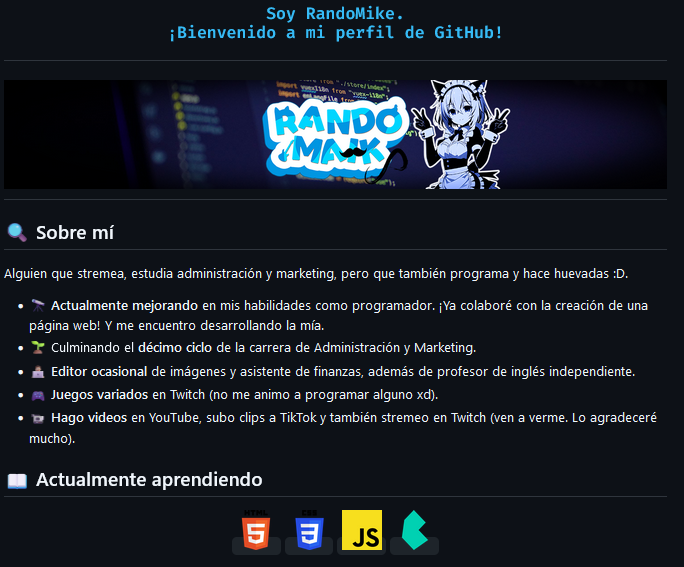 Soy RandoMike.
¡Bienvenido a mi perfil de GitHub!
import vuexI18n from "vuex-i18n";
RANDO
MAIK
Sobre mí
Alguien que stremea, estudia administración y marketing, pero que también programa y hace huevadas :D.
Actualmente mejorando en mis habilidades como programador. ¡Ya colaboré con la creación de una
página web! Y me encuentro desarrollando la mía.
Culminando el décimo ciclo de la carrera de Administración y Marketing.
Editor ocasional de imágenes y asistente de finanzas, además de profesor de inglés independiente.
Juegos variados en Twitch (no me animo a programar alguno xd).
Hago videos en YouTube, subo clips a TikTok y también stremeo en Twitch (ven a verme. Lo agradeceré
mucho).
Actualmente aprendiendo
HTML CSS
5 3 JS